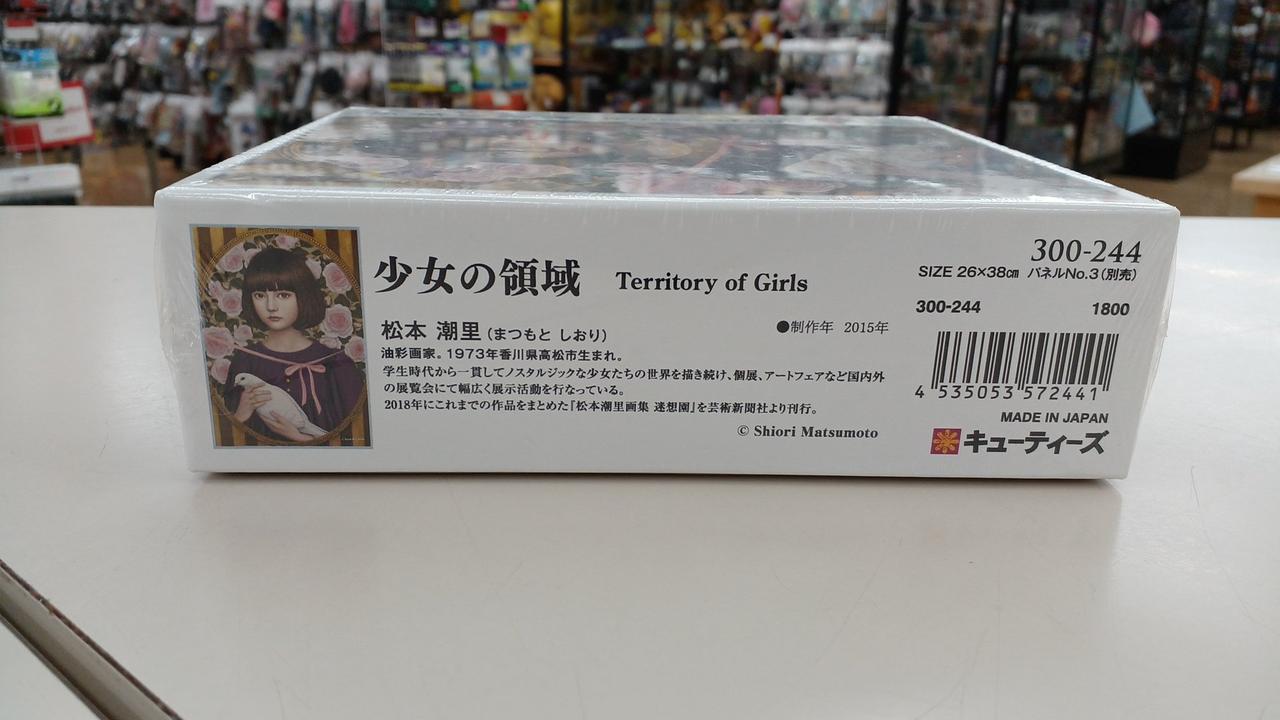 少女の領域 Territory of Girls
松本 潮里 (まつもと しおり) ●制作年 2015年
油彩画家。1973年香川県高松市生まれ。
学生時代から一貫してノスタルジックな少女たちの世界を描き続け、個展、アートフェアなど国内外
の展覧会にて幅広く展示活動を行なっている。
2018年にこれまでの作品をまとめた「松本潮里画集 迷想園」を芸術新聞社より刊行。
© Shiori Matsumoto
300-244
SIZE 26×38㎝ パネルNo.3(別売)
300-244 1800
4 535053 572441
MADE IN JAPAN
キューティーズ